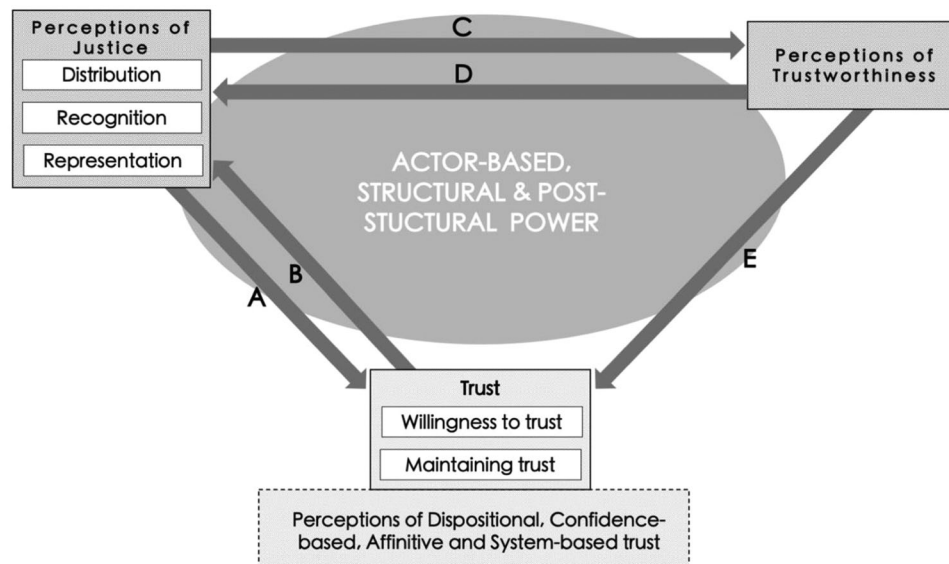 Perceptions of
Justice
Distribution
Recognition
Representation
C
D
Perceptions of
Trustworthiness
ACTOR-BASED,
STRUCTURAL & POST-
STUCTURAL POWER
A
B
E
Trust
Willingness to trust
Maintaining trust
Perceptions of Dispositional, Confidence-
based, Affinitive and System-based trust